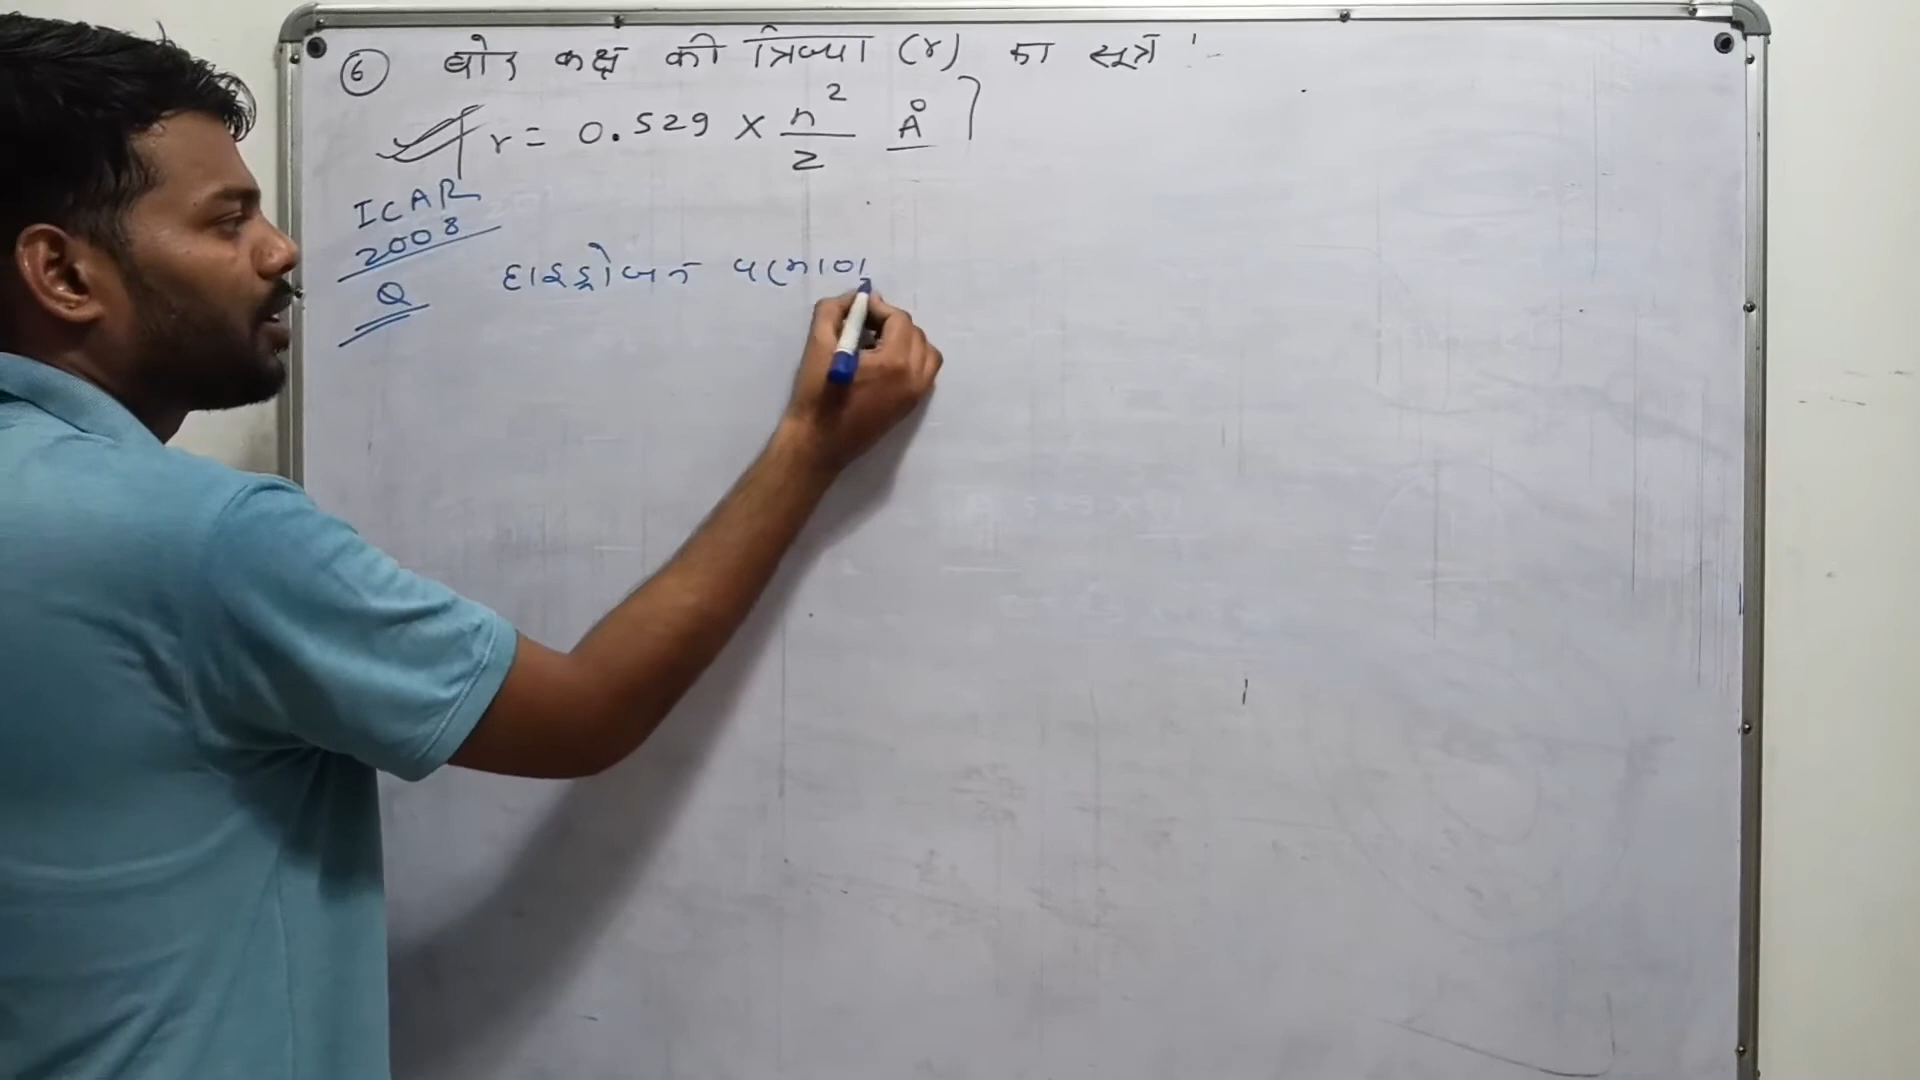 ⑥ बोर कक्ष की त्रिज्या (r) का सूत्र :-
r = 0.529 × n²/Z Å
ICAR
2008
Q हाइड्रोजन परमाणु